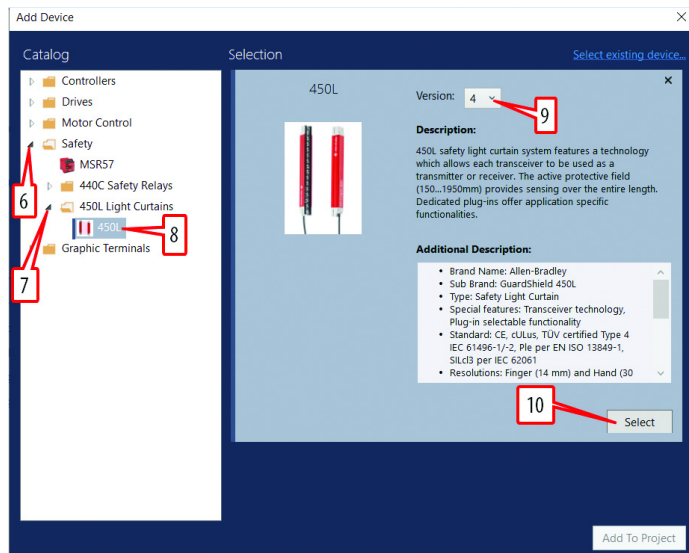 Add Device
Catalog
Selection
Select existing device...
Controllers
Drives
Motor Control
Safety
MSR57
440C Safety Relays
450L Light Curtains
450L
Graphic Terminals
6
7
8
450L
Version: 4
9
Description:
450L safety light curtain system features a technology
which allows each transceiver to be used as a
transmitter or receiver. The active protective field
(150...1950mm) provides sensing over the entire length.
Dedicated plug-ins offer application specific
functionalities.
Additional Description:
• Brand Name: Allen-Bradley
• Sub Brand: GuardShield 450L
• Type: Safety Light Curtain
• Special features: Transceiver technology,
Plug-in selectable functionality
• Standard: CE, cULus, TÜV certified Type 4
IEC 61496-1/-2, Ple per EN ISO 13849-1,
SILcl3 per IEC 62061
• Resolutions: Finger (14 mm) and Hand (30
10
Select
Add To Project